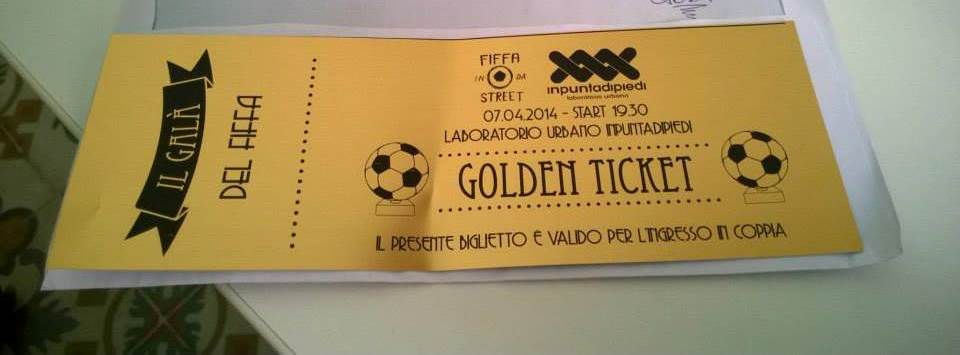 IL GALÀ
DEL FIFFA
FIFFA
IN DA
STREET
inpuntadipiedi
laboratorio urbano
07.04.2014 - START 19.30
LABORATORIO URBANO INPUNTADIPIEDI
GOLDEN TICKET
IL PRESENTE BIGLIETTO E VALIDO PER L'INGRESSO IN COPPIA